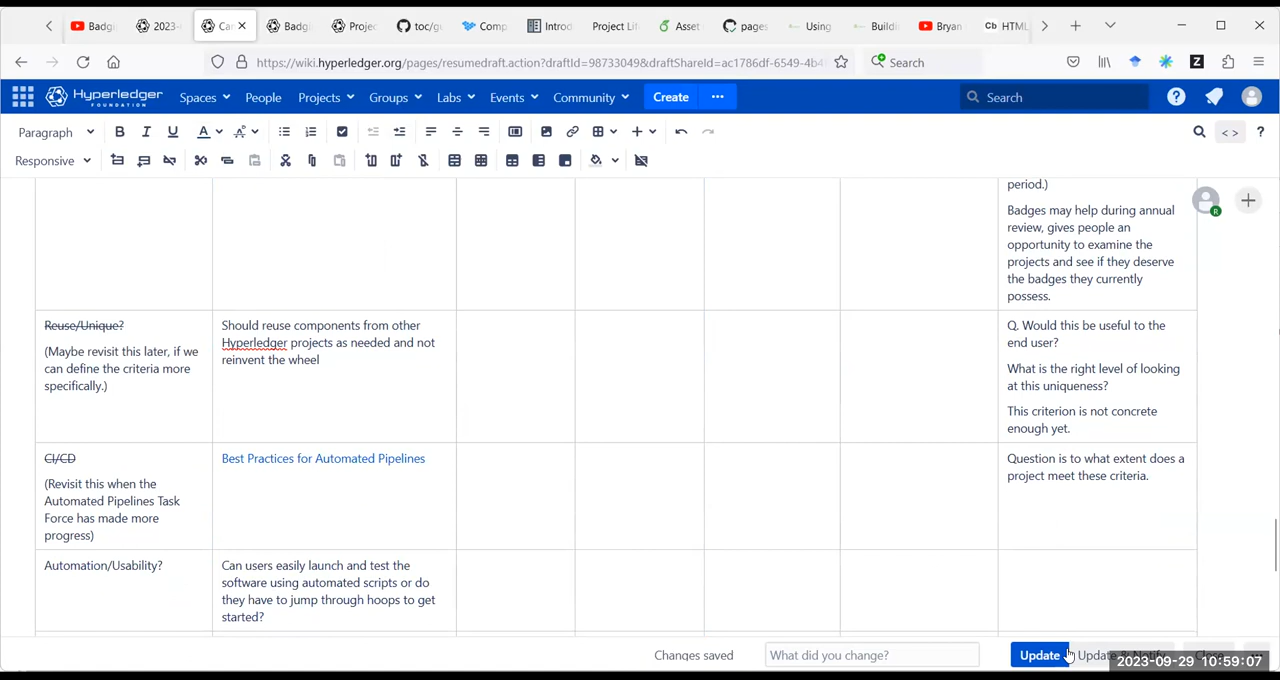 Badgi
2023-
Can
Badgi
Projec
toc/g
Comp
Introd
Project Lif
Asset
pages
Using
Buildi
Bryan
Cb HTML
https://wiki.hyperledger.org/pages/resumedraft.action?draftId=98733049&draftShareId=ac1786df-6549-4b4
Search
Hyperledger
FOUNDATION
Spaces People Projects Groups Labs Events Community Create ... Search
Paragraph B I U A
Responsive
period.)
Badges may help during annual
review, gives people an
opportunity to examine the
projects and see if they deserve
the badges they currently
possess.
Reuse/Unique?
(Maybe revisit this later, if we
can define the criteria more
specifically.)
Should reuse components from other
Hyperledger projects as needed and not
reinvent the wheel
Q. Would this be useful to the
end user?
What is the right level of looking
at this uniqueness?
This criterion is not concrete
enough yet.
CI/CD
(Revisit this when the
Automated Pipelines Task
Force has made more
progress)
Best Practices for Automated Pipelines
Question is to what extent does a
project meet these criteria.
Automation/Usability?
Can users easily launch and test the
software using automated scripts or do
they have to jump through hoops to get
started?
Changes saved What did you change? Update Update & Notify Close
2023-09-29 10:59:07